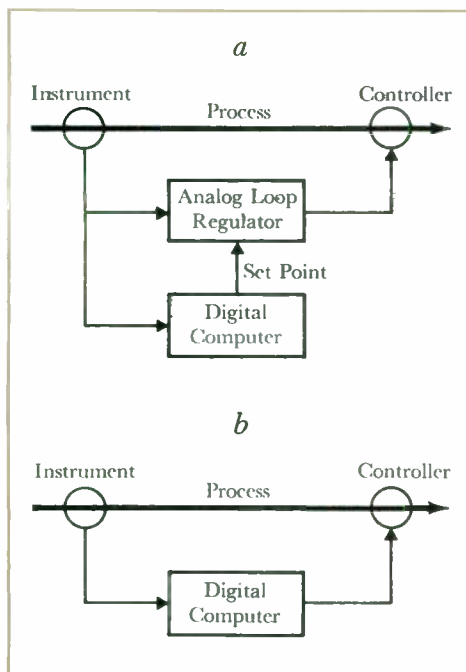 a
Instrument
Controller
Process
Analog Loop
Regulator
Set Point
Digital
Computer
b
Instrument
Controller
Process
Digital
Computer